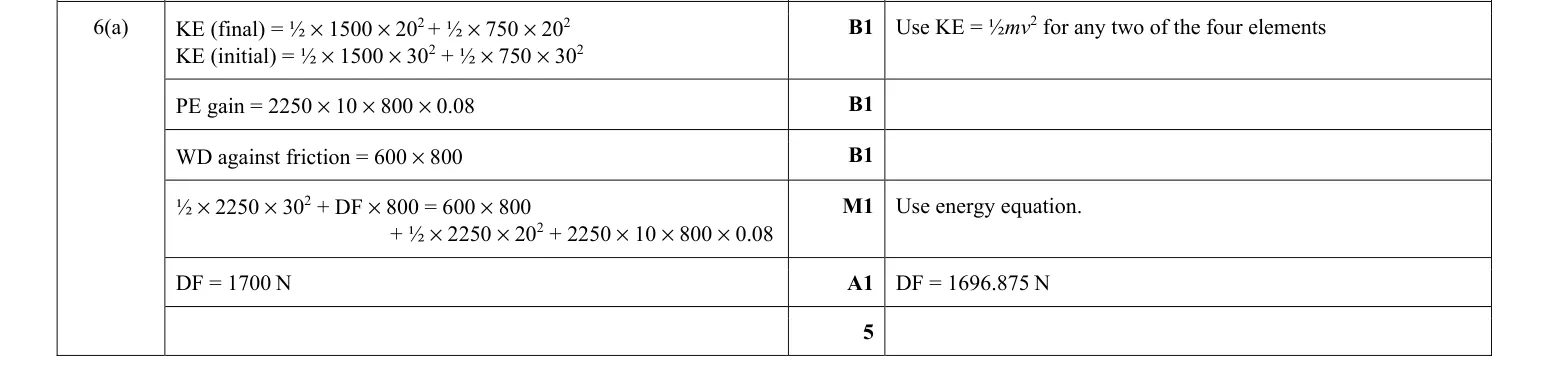 6(a) KE (final) = ½ × 1500 × 20² + ½ × 750 × 20² B1 Use KE = ½mv² for any two of the four elements
KE (initial) = ½ × 1500 × 30² + ½ × 750 × 30²
PE gain = 2250 × 10 × 800 × 0.08 B1
WD against friction = 600 × 800 B1
½ × 2250 × 30² + DF × 800 = 600 × 800 M1 Use energy equation.
+ ½ × 2250 × 20² + 2250 × 10 × 800 × 0.08
DF = 1700 N A1 DF = 1696.875 N
5